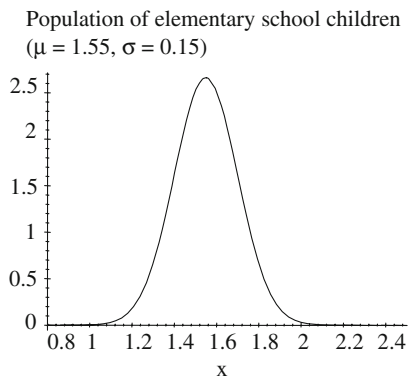 Population of elementary school children
(μ = 1.55, σ = 0.15)
2.5
2
1.5
1
0.5
0
0.8 1 1.2 1.4 1.6 1.8 2 2.2 2.4
x